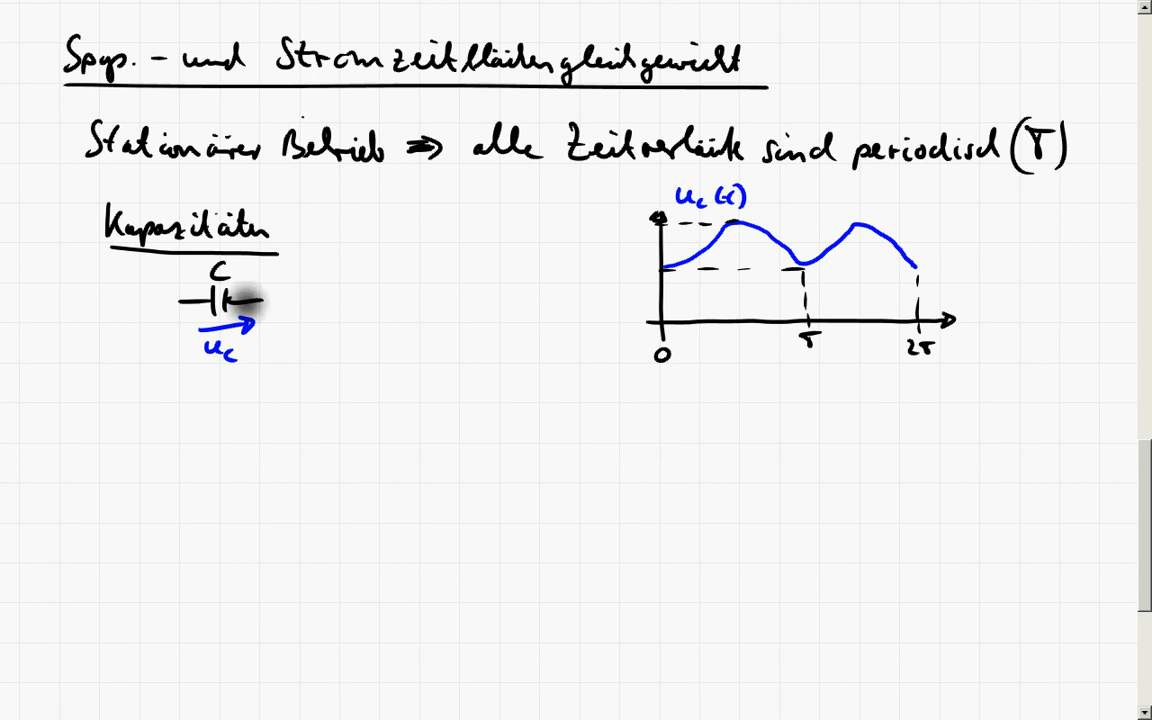 Spgs.- und Stromzeitflächengleichgewicht
Stationärer Betrieb ⇒ alle Zeitverläufe sind periodisch (T)
Kapazitäten
C
u_c
u_c(t)
0
T
2T